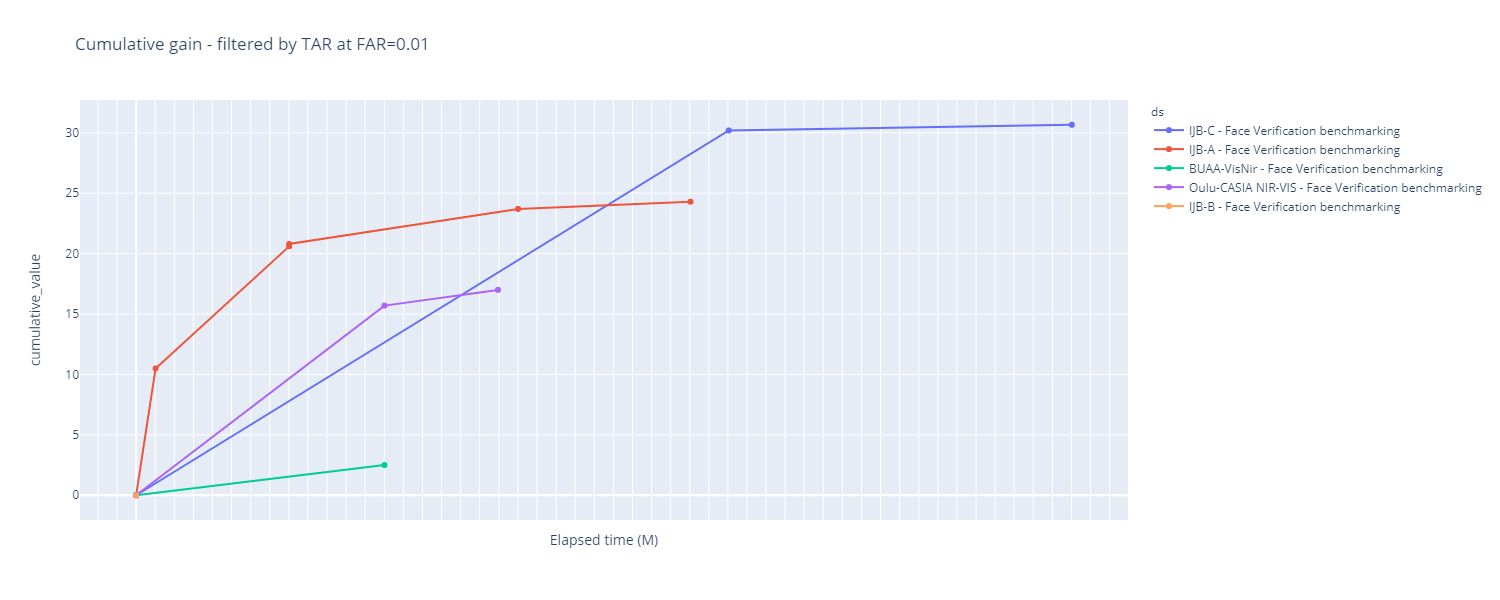 Cumulative gain - filtered by TAR at FAR=0.01
30
25
20
15
10
5
0
cumulative_value
Elapsed time (M)
ds
IJB-C - Face Verification benchmarking
IJB-A - Face Verification benchmarking
BUAA-VisNir - Face Verification benchmarking
Oulu-CASIA NIR-VIS - Face Verification benchmarking
IJB-B - Face Verification benchmarking